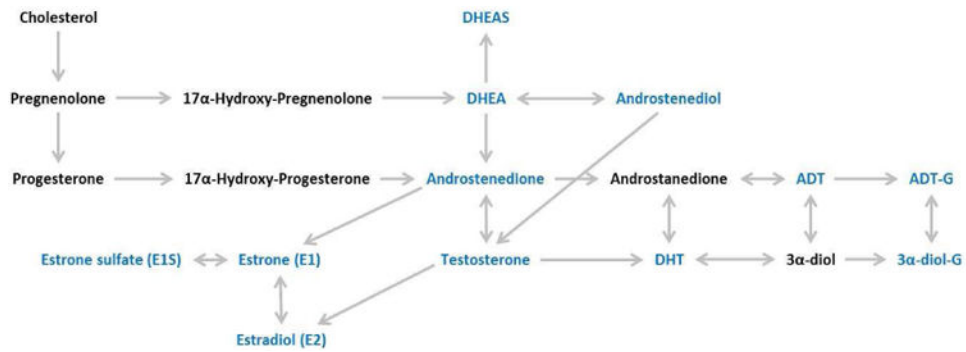 Cholesterol DHEAS
Pregnenolone 17α-Hydroxy-Pregnenolone DHEA Androstenediol
Progesterone 17α-Hydroxy-Progesterone Androstenedione Androstanedione ADT ADT-G
Estrone sulfate (E1S) Estrone (E1) Testosterone DHT 3α-diol 3α-diol-G
Estradiol (E2)